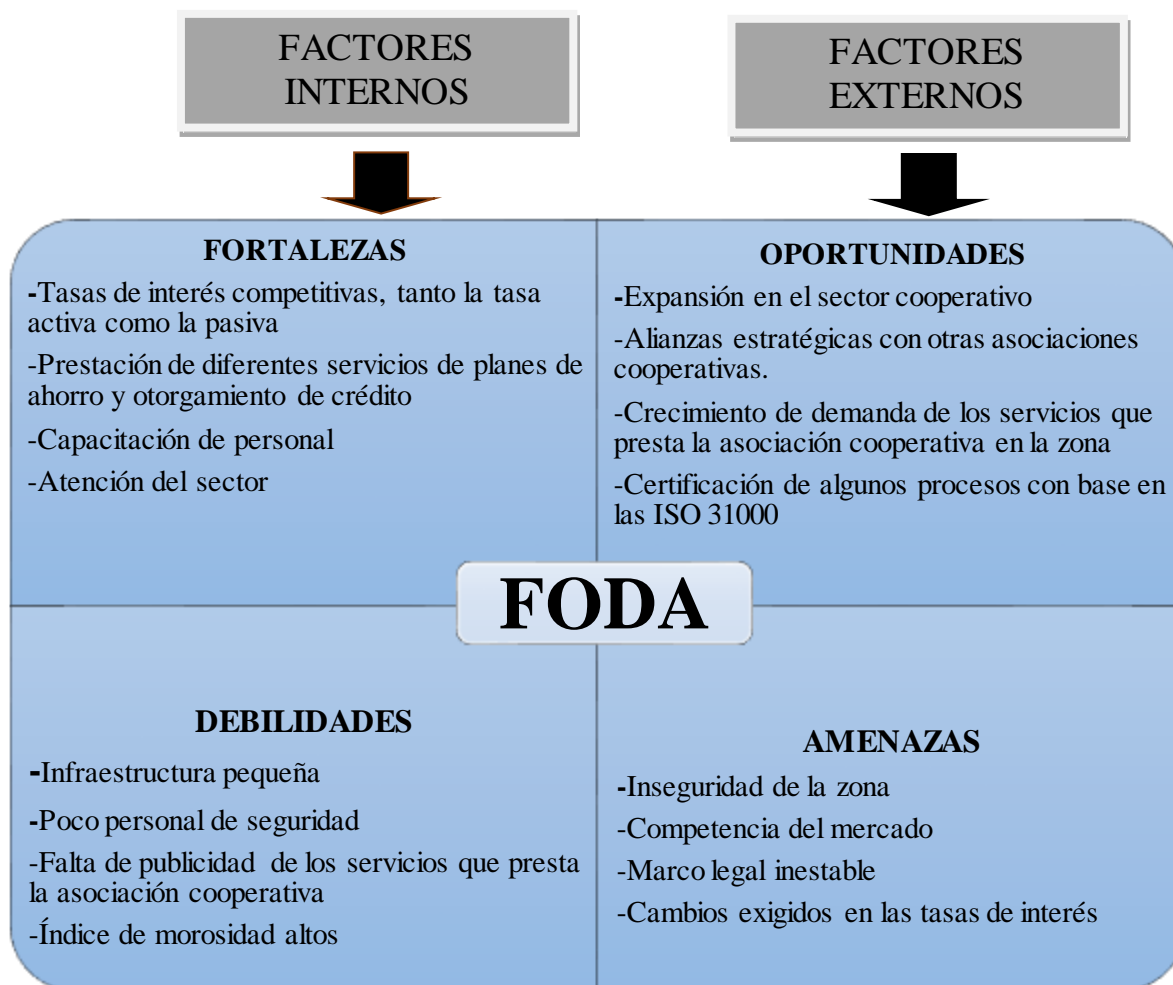 FACTORES
INTERNOS
FACTORES
EXTERNOS
FORTALEZAS
-Tasas de interés competitivas, tanto la tasa
activa como la pasiva
-Prestación de diferentes servicios de planes de
ahorro y otorgamiento de crédito
-Capacitación de personal
-Atención del sector
OPORTUNIDADES
-Expansión en el sector cooperativo
-Alianzas estratégicas con otras asociaciones
cooperativas.
-Crecimiento de demanda de los servicios que
presta la asociación cooperativa en la zona
-Certificación de algunos procesos con base en
las ISO 31000
FODA
DEBILIDADES
-Infraestructura pequeña
-Poco personal de seguridad
-Falta de publicidad de los servicios que presta
la asociación cooperativa
-Índice de morosidad altos
AMENAZAS
-Inseguridad de la zona
-Competencia del mercado
-Marco legal inestable
-Cambios exigidos en las tasas de interés